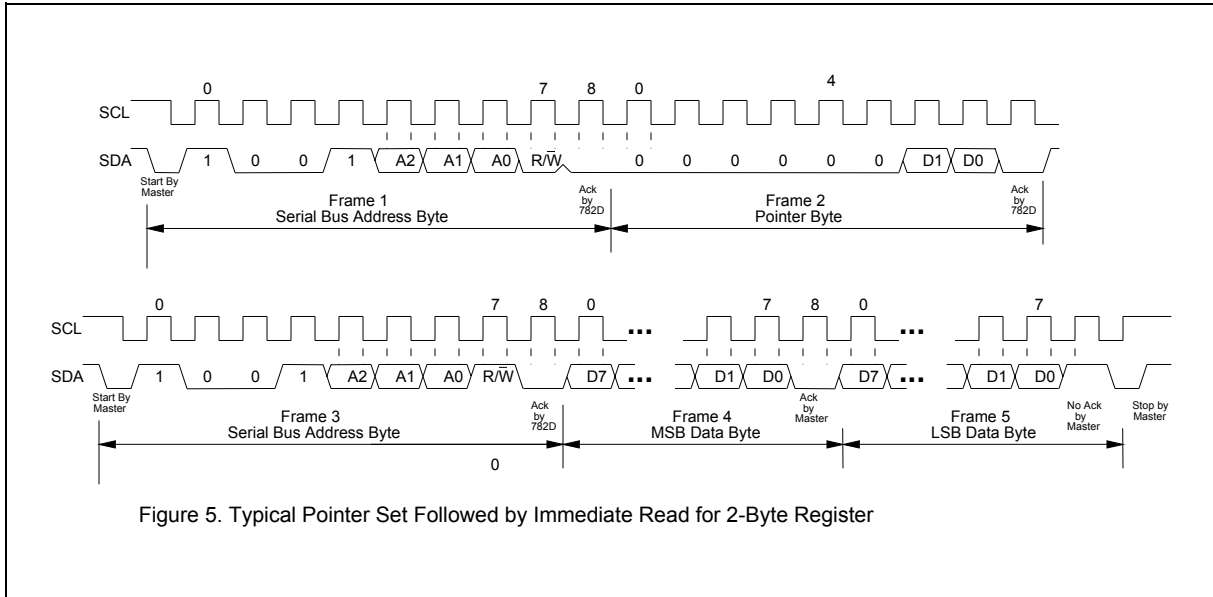 0 7 8 0 4
SCL
SDA 1 0 0 1 A2 A1 A0 R/W̅ 0 0 0 0 0 0 D1 D0
Start By
Master
Frame 1
Serial Bus Address Byte
Ack
by
782D
Frame 2
Pointer Byte
Ack
by
782D
0 7 8 0 7 8 0 7
SCL ... ...
SDA 1 0 0 1 A2 A1 A0 R/W̅ D7 ... D1 D0 D7 ... D1 D0
Start By
Master
Frame 3
Serial Bus Address Byte
0
Ack
by
782D
Frame 4
MSB Data Byte
Ack
by
Master
Frame 5
LSB Data Byte
No Ack
by
Master
Stop by
Master
Figure 5. Typical Pointer Set Followed by Immediate Read for 2-Byte Register